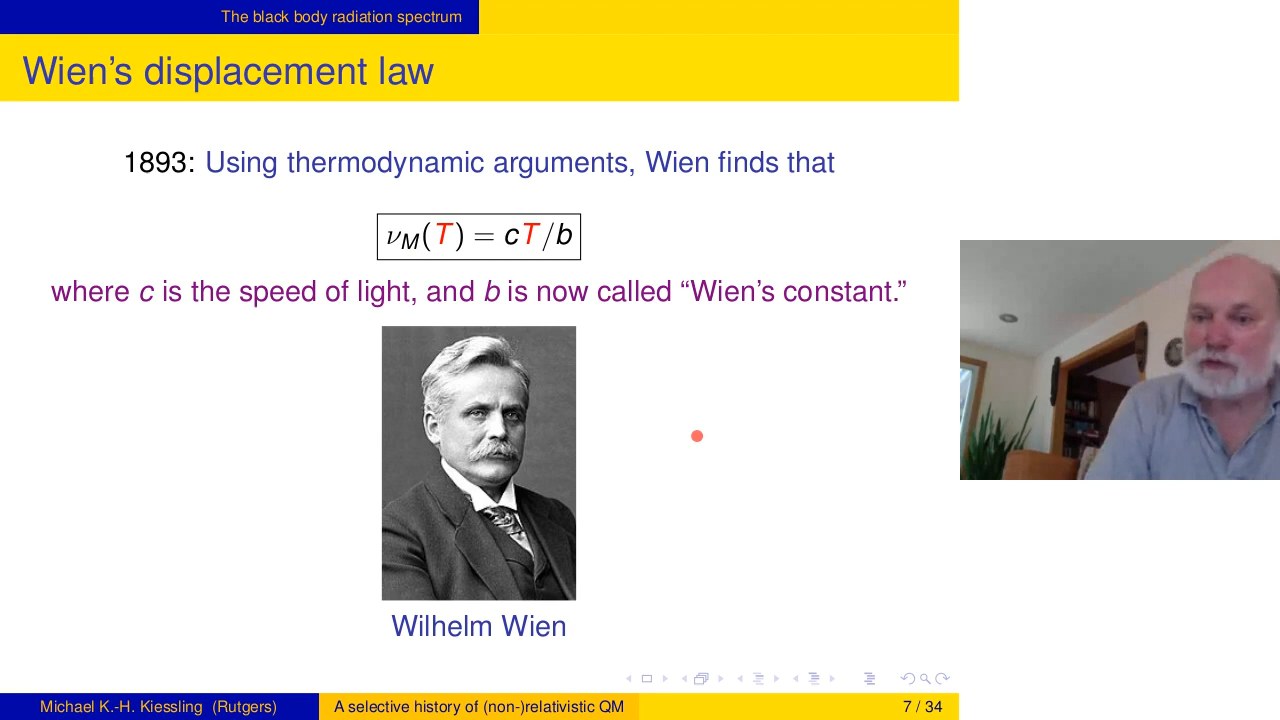 The black body radiation spectrum
Wien’s displacement law
1893: Using thermodynamic arguments, Wien finds that
ν_M(T) = cT/b
where c is the speed of light, and b is now called “Wien’s constant.”
Wilhelm Wien
Michael K.-H. Kiessling (Rutgers) A selective history of (non-)relativistic QM 7 / 34